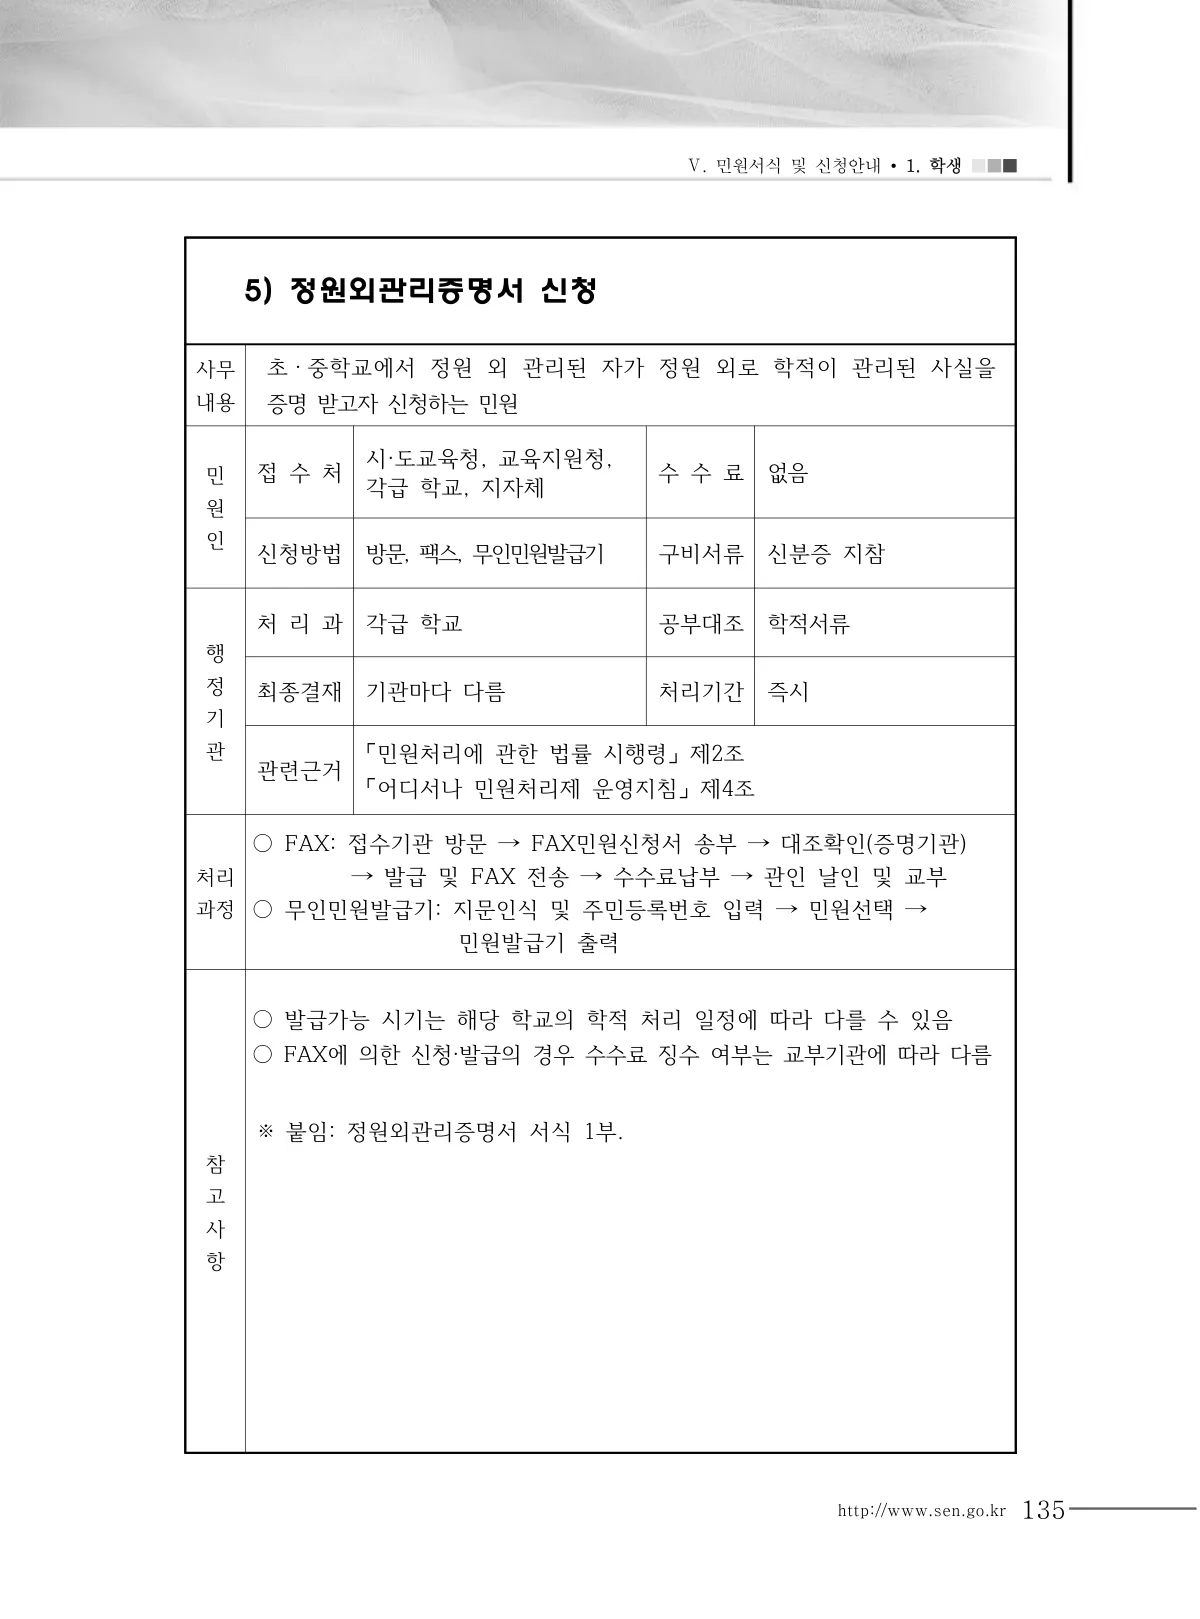 Ⅴ. 민원서식 및 신청안내 • 1. 학생
5) 정원외관리증명서 신청
사무
내용
초·중학교에서 정원 외 관리된 자가 정원 외로 학적이 관리된 사실을
증명 받고자 신청하는 민원
민
원
인
접 수 처
시·도교육청, 교육지원청,
각급 학교, 지자체
수 수 료
없음
신청방법
방문, 팩스, 무인민원발급기
구비서류
신분증 지참
행
정
기
관
처 리 과
각급 학교
공부대조
학적서류
최종결재
기관마다 다름
처리기간
즉시
관련근거
「민원처리에 관한 법률 시행령」 제2조
「어디서나 민원처리제 운영지침」 제4조
처리
과정
○ FAX: 접수기관 방문 → FAX민원신청서 송부 → 대조확인(증명기관)
→ 발급 및 FAX 전송 → 수수료납부 → 관인 날인 및 교부
○ 무인민원발급기: 지문인식 및 주민등록번호 입력 → 민원선택 →
민원발급기 출력
참
고
사
항
○ 발급가능 시기는 해당 학교의 학적 처리 일정에 따라 다를 수 있음
○ FAX에 의한 신청·발급의 경우 수수료 징수 여부는 교부기관에 따라 다름
※ 붙임: 정원외관리증명서 서식 1부.
http://www.sen.go.kr 135